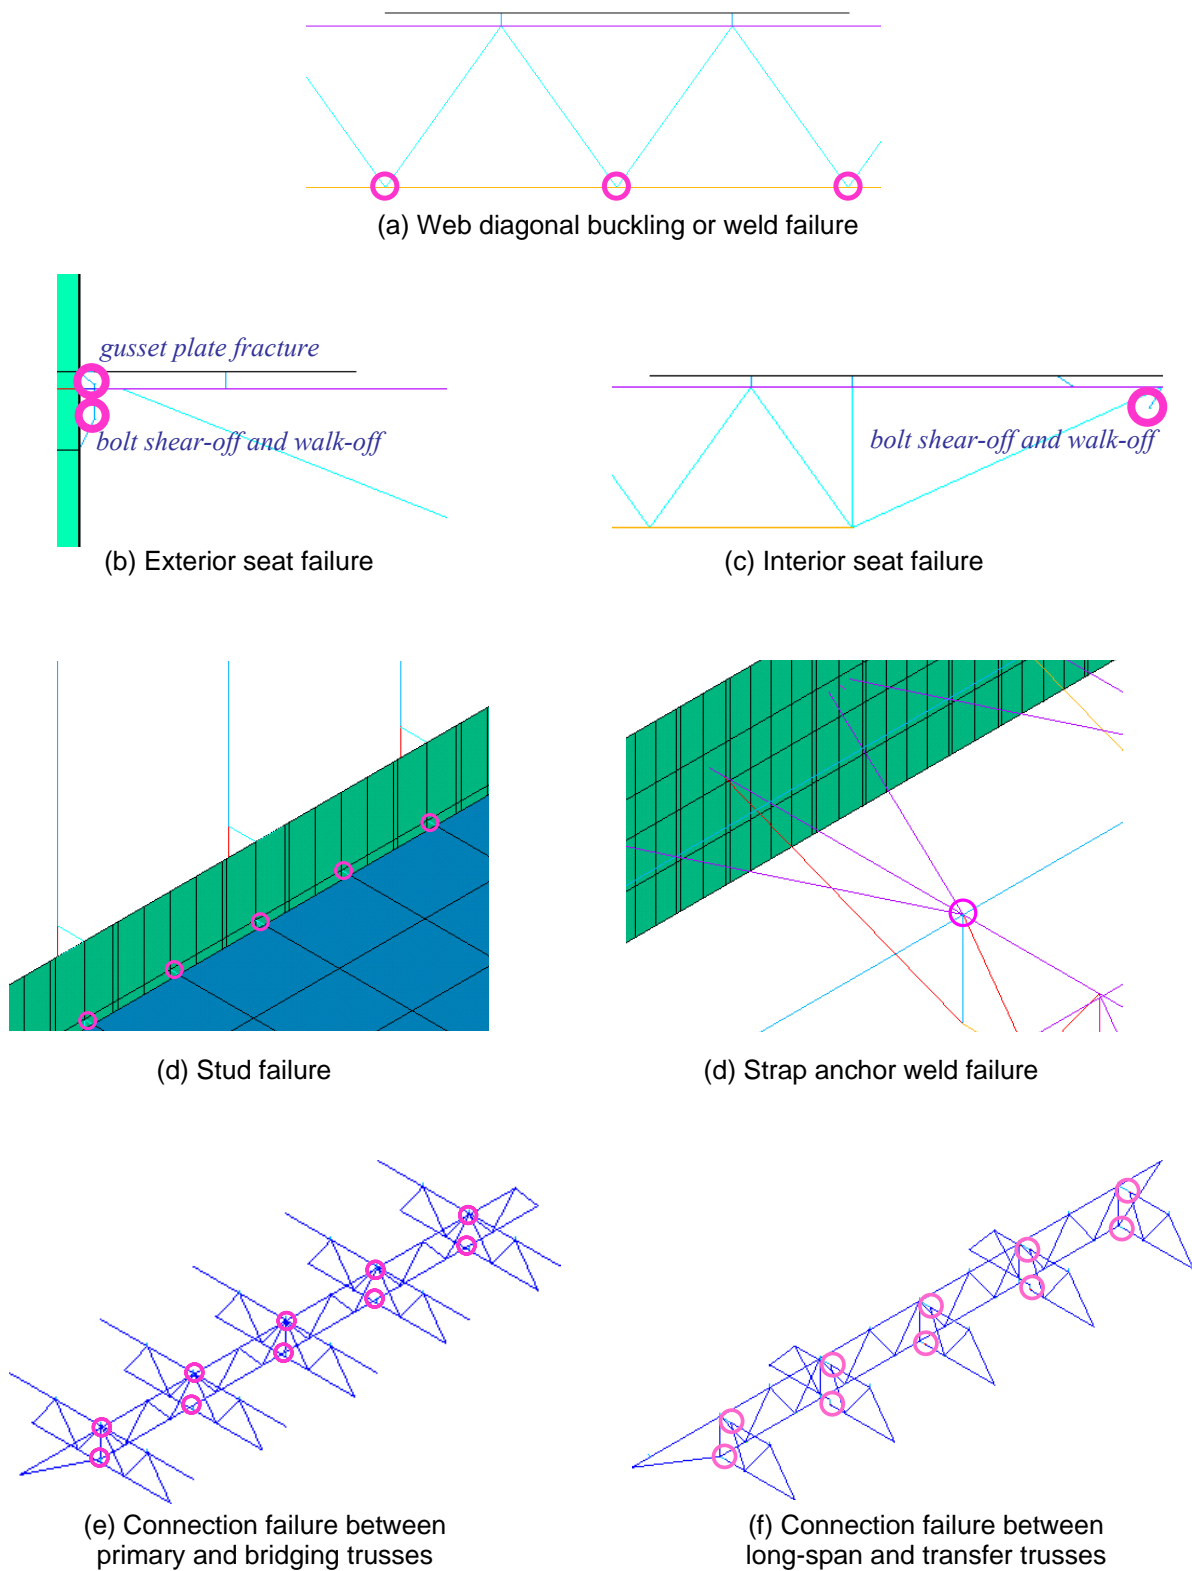 (a) Web diagonal buckling or weld failure
gusset plate fracture
bolt shear-off and walk-off
(b) Exterior seat failure
bolt shear-off and walk-off
(c) Interior seat failure
(d) Stud failure
(d) Strap anchor weld failure
(e) Connection failure between
primary and bridging trusses
(f) Connection failure between
long-span and transfer trusses